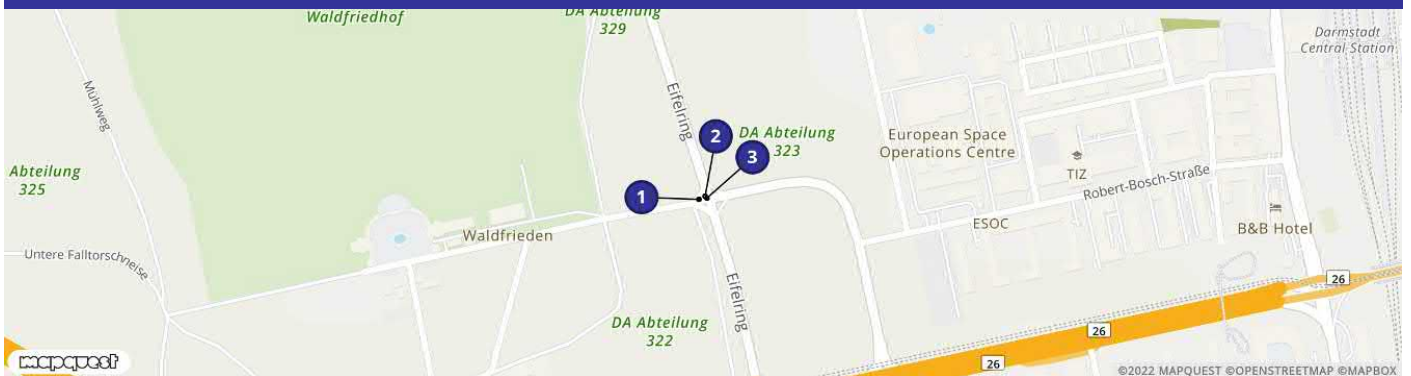 Waldfriedhof
DA Abteilung
329
Darmstadt
Central Station
Mühlweg
Eifelring
2
DA Abteilung
323
3
European Space
Operations Centre
TIZ
Abteilung
325
1
Robert-Bosch-Straße
ESOC
B&B Hotel
Waldfrieden
Untere Falltorschneise
Eifelring
26
DA Abteilung
322
26
26
mapquest
©2022 MAPQUEST ©OPENSTREETMAP ©MAPBOX